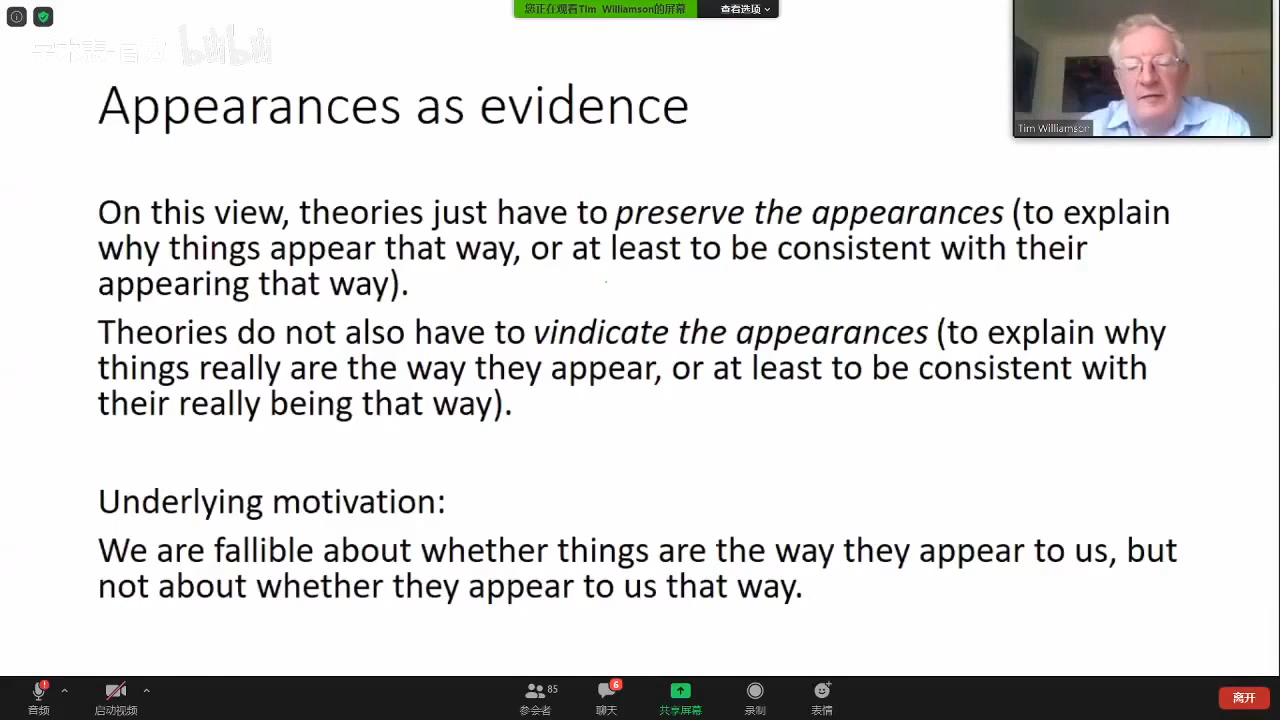 您正在观看Tim Williamson的屏幕
查看选项
bilibili
Tim Williamson
Appearances as evidence
On this view, theories just have to preserve the appearances (to explain
why things appear that way, or at least to be consistent with their
appearing that way).
Theories do not also have to vindicate the appearances (to explain why
things really are the way they appear, or at least to be consistent with
their really being that way).
Underlying motivation:
We are fallible about whether things are the way they appear to us, but
not about whether they appear to us that way.
音频
启动视频
85
参会者
6
聊天
共享屏幕
录制
表情
离开